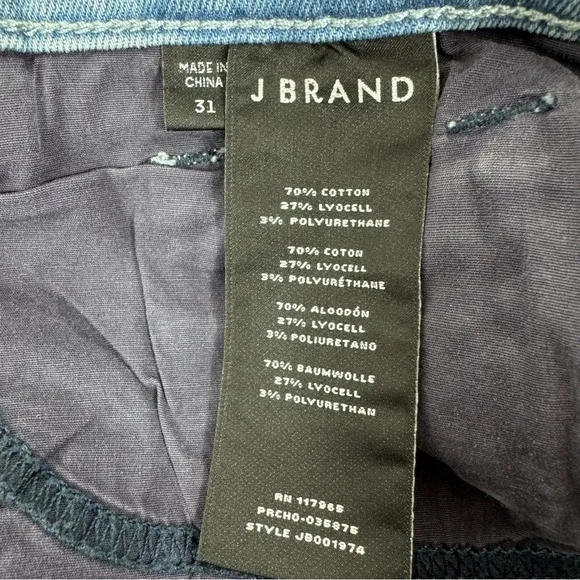 MADE IN
CHINA
31
J BRAND
70% COTTON
27% LYOCELL
3% POLYURETHANE
70% COTON
27% LYOCELL
3% POLYURÉTHANE
70% ALGODÓN
27% LYOCELL
3% POLIURETANO
70% BAUMWOLLE
27% LYOCELL
3% POLYURETHAN
RN 117965
PRCHO-035875
STYLE JB001974